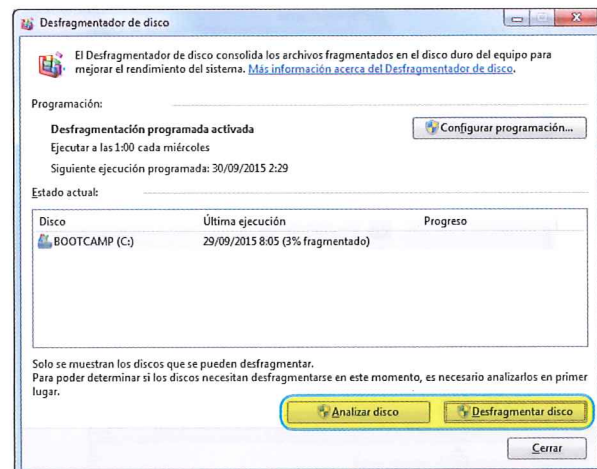 Desfragmentador de disco
El Desfragmentador de disco consolida los archivos fragmentados en el disco duro del equipo para
mejorar el rendimiento del sistema. Más información acerca del Desfragmentador de disco.
Programación:
Desfragmentación programada activada
Configurar programación...
Ejecutar a las 1:00 cada miércoles
Siguiente ejecución programada: 30/09/2015 2:29
Estado actual:
Disco Última ejecución Progreso
BOOTCAMP (C:) 29/09/2015 8:05 (3% fragmentado)
Solo se muestran los discos que se pueden desfragmentar.
Para poder determinar si los discos necesitan desfragmentarse en este momento, es necesario analizarlos en primer
lugar.
Analizar disco Desfragmentar disco
Cerrar